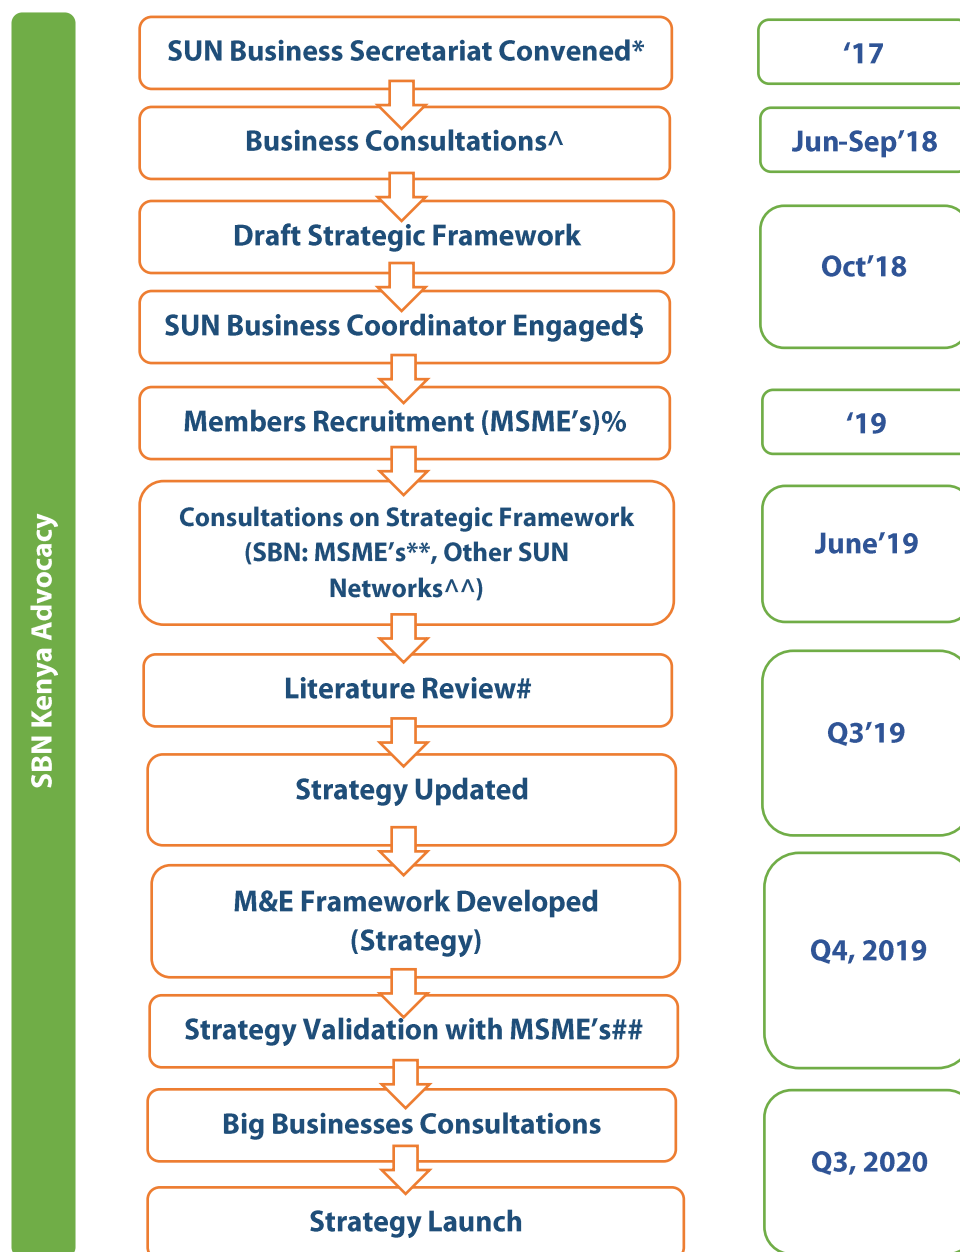 SBN Kenya Advocacy
SUN Business Secretariat Convened*
‘17
Business Consultations^
Jun-Sep’18
Draft Strategic Framework
Oct’18
SUN Business Coordinator Engaged$
Members Recruitment (MSME’s)%
‘19
Consultations on Strategic Framework
(SBN: MSME’s**, Other SUN
Networks^^)
June’19
Literature Review#
Q3’19
Strategy Updated
M&E Framework Developed
(Strategy)
Q4, 2019
Strategy Validation with MSME’s##
Big Businesses Consultations
Q3, 2020
Strategy Launch